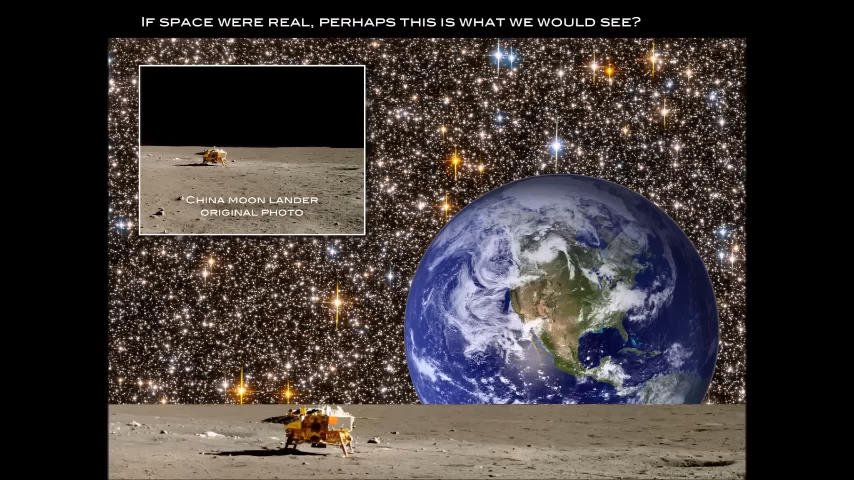 If space were real, perhaps this is what we would see?
*China moon lander
original photo